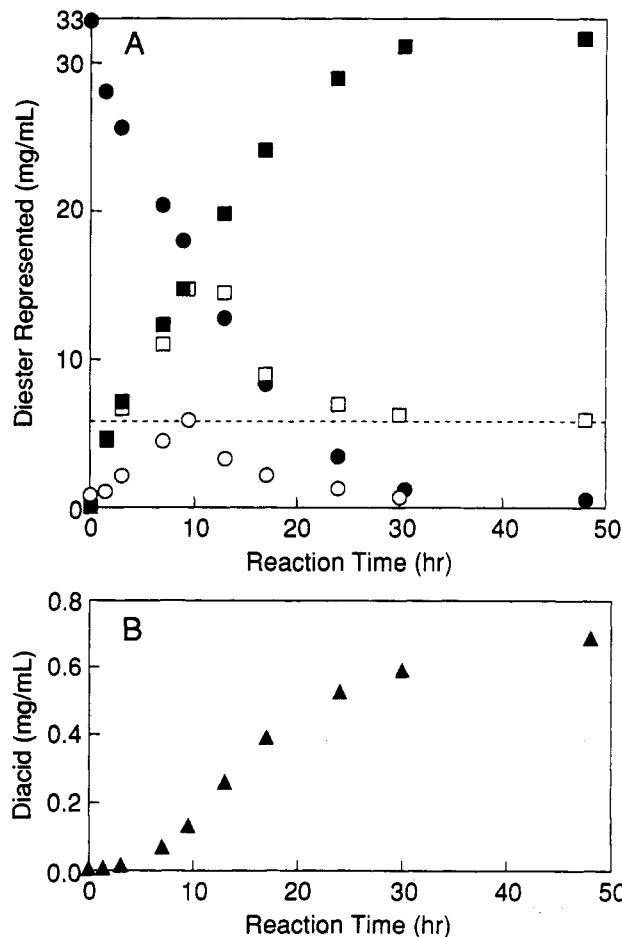 33
A
30
20
10
0
Diester Represented (mg/mL)
0 10 20 30 40 50
Reaction Time (hr)
0.8
B
0.6
0.4
0.2
0.0
Diacid (mg/mL)
0 10 20 30 40 50
Reaction Time (hr)